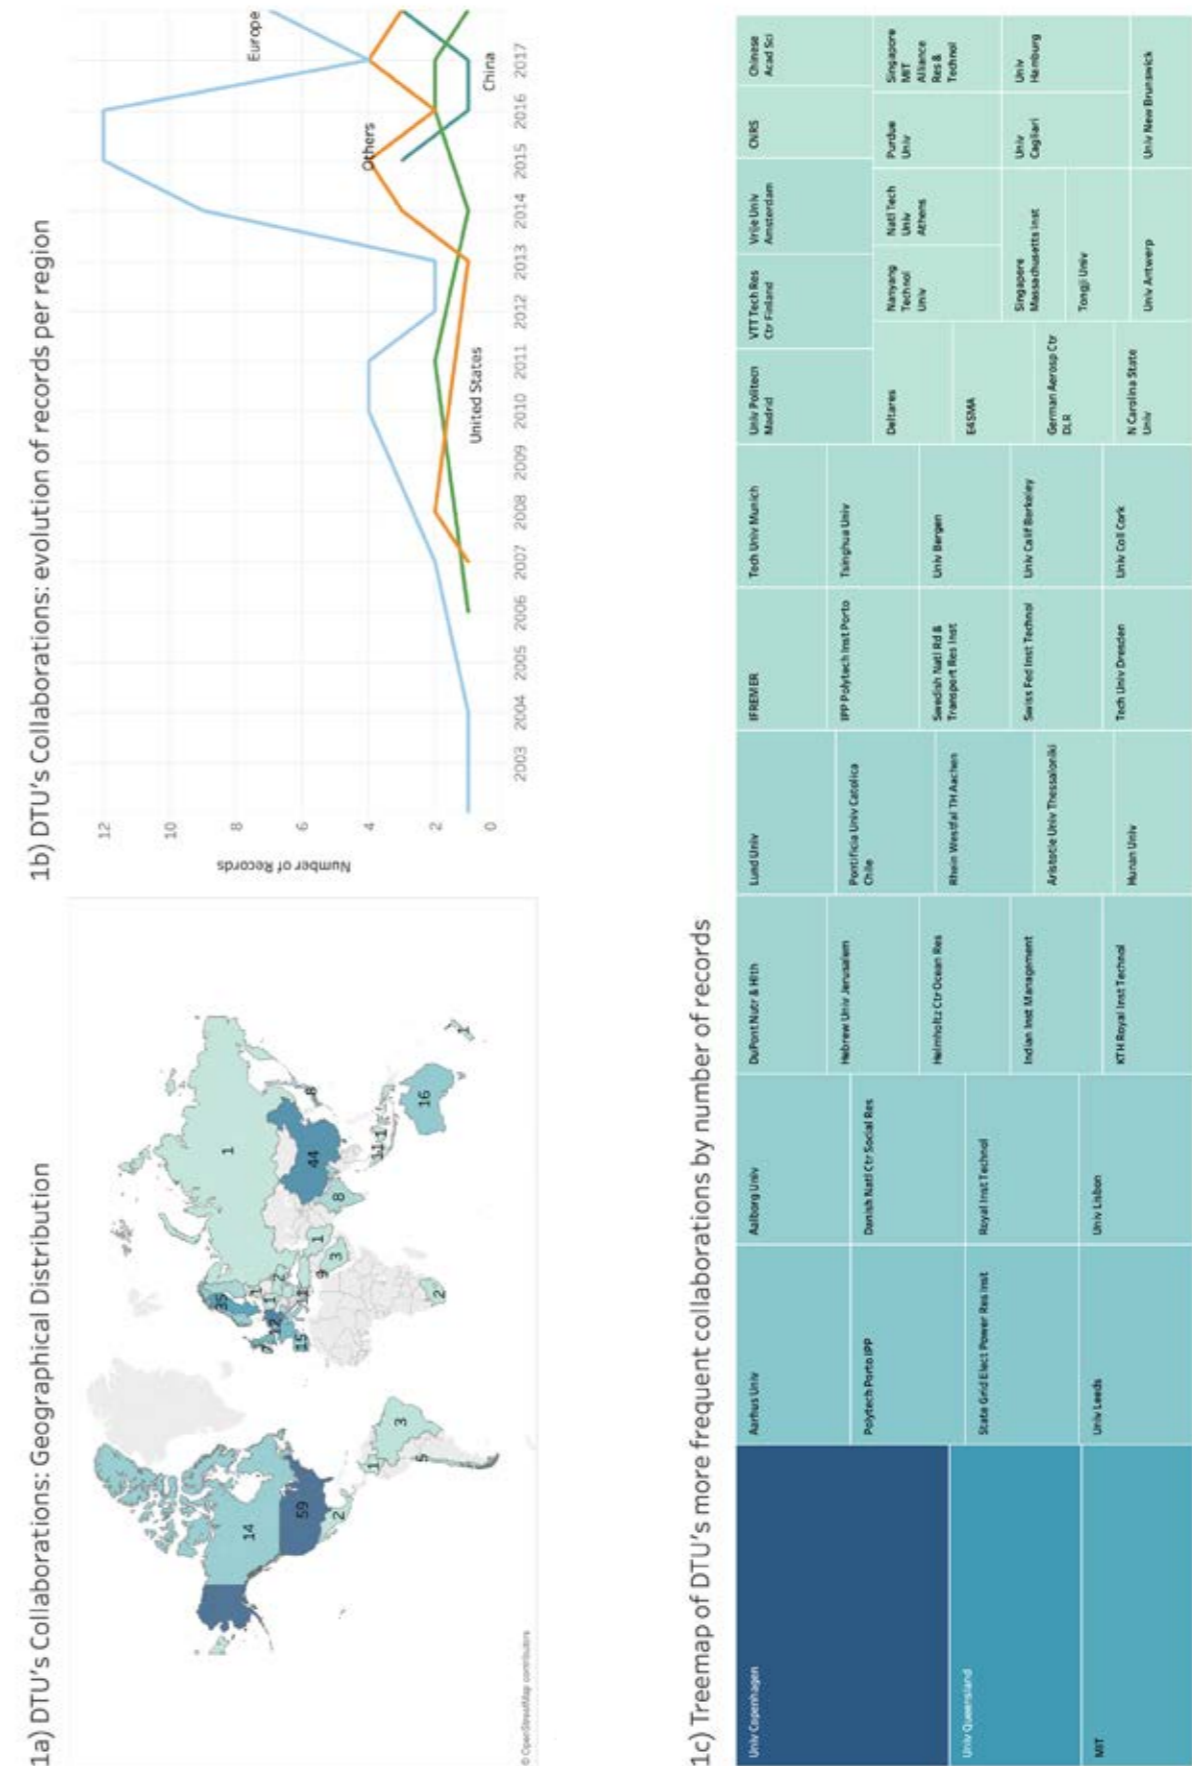 1a) DTU's Collaborations: Geographical Distribution
1
14
59
2
1
3
5
35
12
7
15
1
1
2
11
9
3
1
2
1
44
8
8
11
1
16
1
© OpenStreetMap contributors
1b) DTU's Collaborations: evolution of records per region
Number of Records
12
10
8
6
4
2
0
Europe
Others
China
United States
2003
2004
2005
2006
2007
2008
2009
2010
2011
2012
2013
2014
2015
2016
2017
1c) Treemap of DTU's more frequent collaborations by number of records
Univ Copenhagen
Univ Queensland
MIT
Aarhus Univ
Polytech Porto IPP
State Grid Elect Power Res Inst
Univ Leeds
Aalborg Univ
Danish Natl Ctr Social Res
Royal Inst Technol
Univ Lisbon
DuPont Nutr & Hlth
Hebrew Univ Jerusalem
Helmholtz Ctr Ocean Res
Indian Inst Management
KTH Royal Inst Technol
Lund Univ
Pontificia Univ Catolica
Chile
Rhein Westfal TH Aachen
Aristotle Univ Thessaloniki
Hunan Univ
IFREMER
IPP Polytech Inst Porto
Swedish Natl Rd &
Transport Res Inst
Swiss Fed Inst Technol
Tech Univ Dresden
Tech Univ Munich
Tsinghua Univ
Univ Bergen
Univ Calif Berkeley
Univ Coll Cork
Univ Politecn
Madrid
VTT Tech Res
Ctr Finland
Vrije Univ
Amsterdam
CNRS
Chinese
Acad Sci
Deltares
E4SMA
German Aerosp Ctr
DLR
N Carolina State
Univ
Nanyang
Technol
Univ
Natl Tech
Univ
Athens
Purdue
Univ
Singapore
MIT
Alliance
Res &
Technol
Singapore
Massachusetts Inst
Tongji Univ
Univ Antwerp
Univ
Cagliari
Univ
Hamburg
Univ New Brunswick